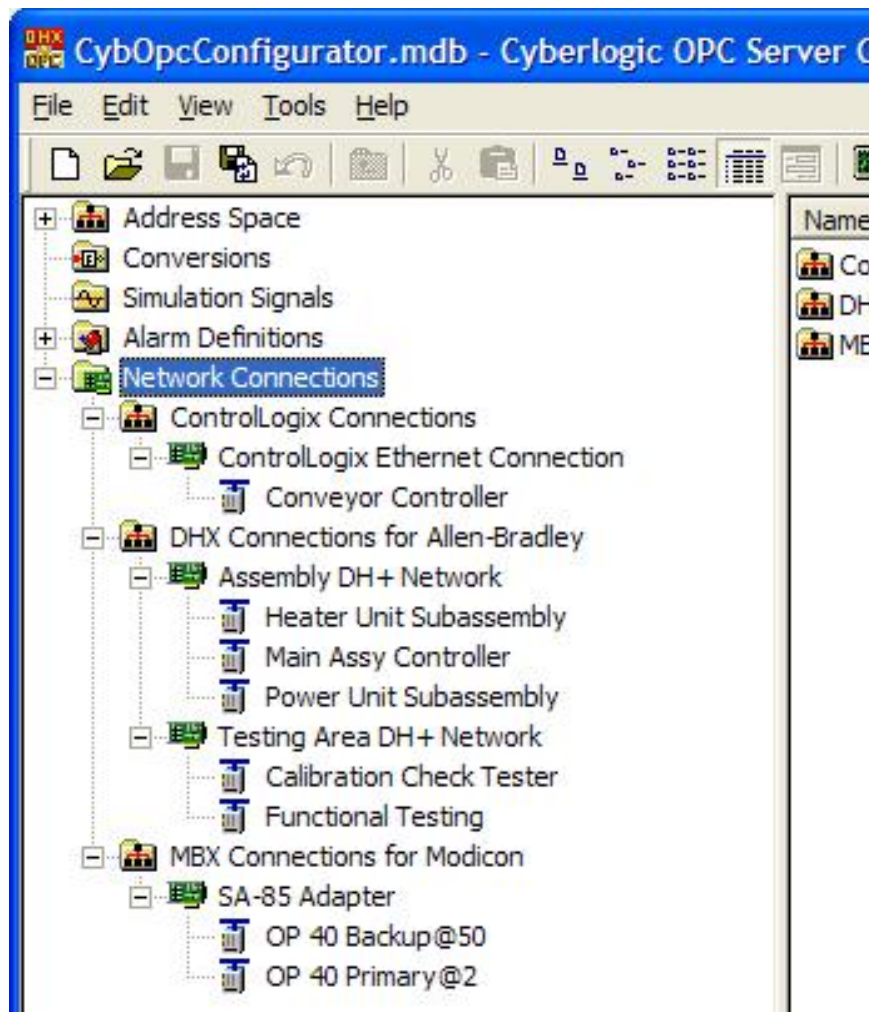 CybOpcConfigurator.mdb - Cyberlogic OPC Server
File Edit View Tools Help
Address Space
Name
Conversions
Simulation Signals
Alarm Definitions
Network Connections
ControlLogix Connections
ControlLogix Ethernet Connection
Conveyor Controller
DHX Connections for Allen-Bradley
Assembly DH+ Network
Heater Unit Subassembly
Main Assy Controller
Power Unit Subassembly
Testing Area DH+ Network
Calibration Check Tester
Functional Testing
MBX Connections for Modicon
SA-85 Adapter
OP 40 Backup@50
OP 40 Primary@2